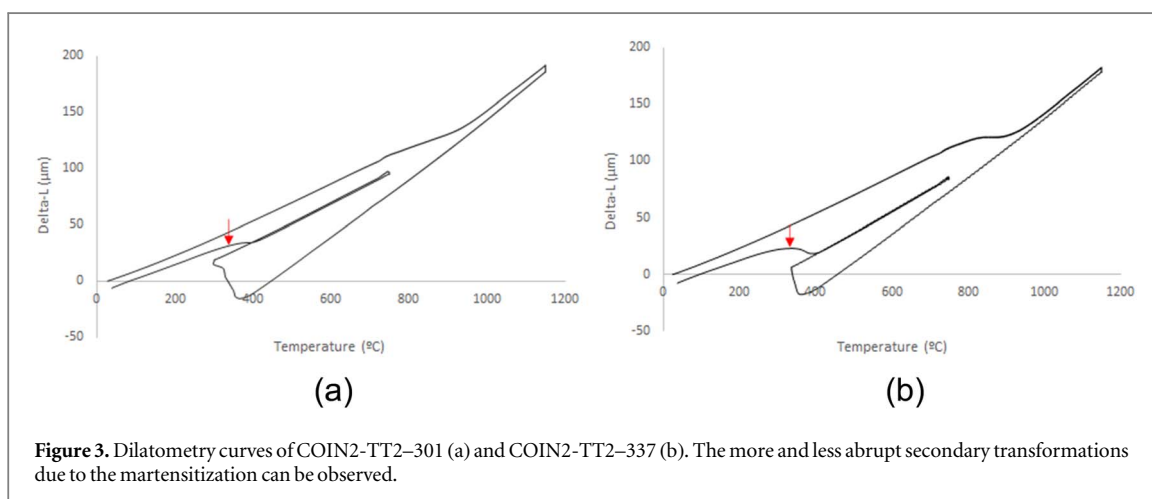 200
150
100
50
0
-50
Delta-L (µm)
0 200 400 600 800 1000 1200
Temperature (ºC)
(a)
200
150
100
50
0
-50
Delta-L (µm)
0 200 400 600 800 1000 1200
Temperature (ºC)
(b)
Figure 3. Dilatometry curves of COIN2-TT2–301 (a) and COIN2-TT2–337 (b). The more and less abrupt secondary transformations
due to the martensitization can be observed.